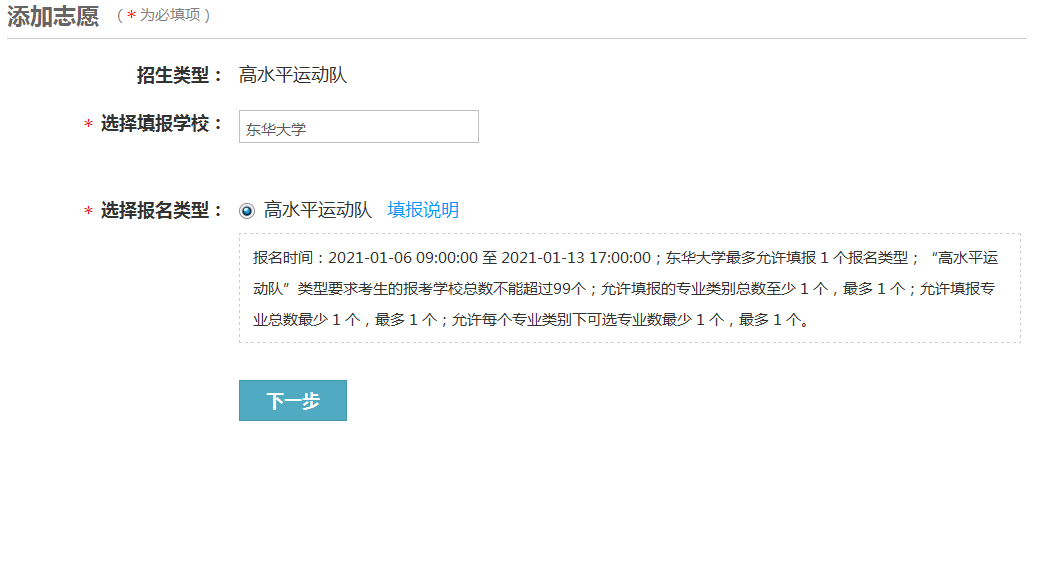 添加志愿 （*为必填项）
招生类型： 高水平运动队
* 选择填报学校： 东华大学
* 选择报名类型： 高水平运动队 填报说明
报名时间：2021-01-06 09:00:00 至 2021-01-13 17:00:00；东华大学最多允许填报 1 个报名类型；“高水平运
动队”类型要求考生的报考学校总数不能超过99个；允许填报的专业类别总数至少 1 个，最多 1 个；允许填报专
业总数最少 1 个，最多 1 个；允许每个专业类别下可选专业数最少 1 个，最多 1 个。
下一步